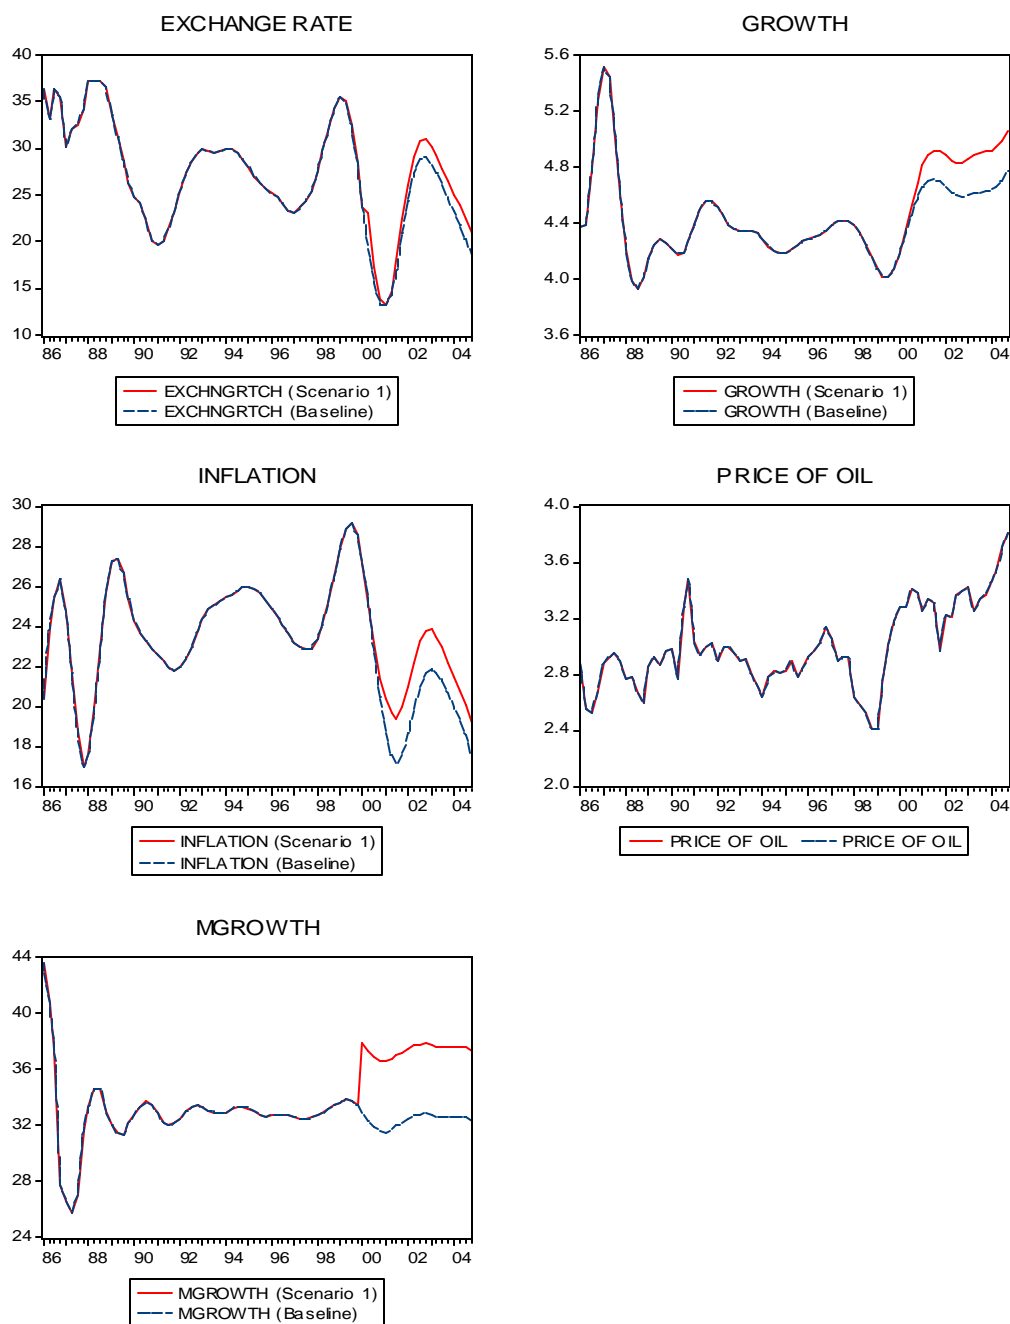 EXCHANGE RATE
40
35
30
25
20
15
10
86 88 90 92 94 96 98 00 02 04
EXCHNGRTCH (Scenario 1)
EXCHNGRTCH (Baseline)
GROWTH
5.6
5.2
4.8
4.4
4.0
3.6
86 88 90 92 94 96 98 00 02 04
GROWTH (Scenario 1)
GROWTH (Baseline)
INFLATION
30
28
26
24
22
20
18
16
86 88 90 92 94 96 98 00 02 04
INFLATION (Scenario 1)
INFLATION (Baseline)
PRICE OF OIL
4.0
3.6
3.2
2.8
2.4
2.0
86 88 90 92 94 96 98 00 02 04
PRICE OF OIL PRICE OF OIL
MGROWTH
44
40
36
32
28
24
86 88 90 92 94 96 98 00 02 04
MGROWTH (Scenario 1)
MGROWTH (Baseline)